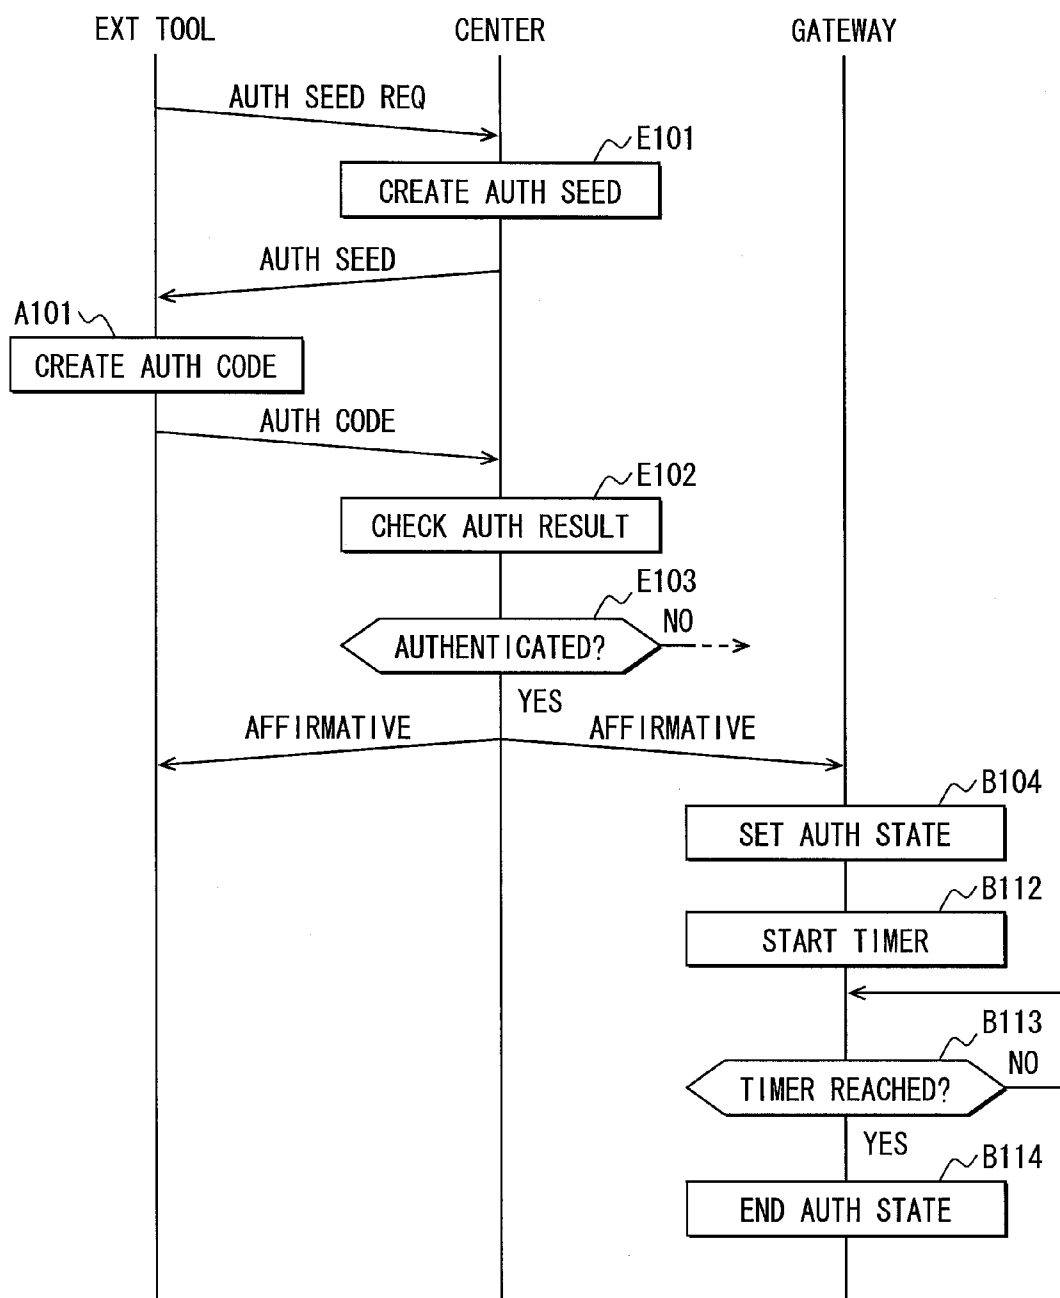 EXT TOOL
CENTER
GATEWAY
AUTH SEED REQ
E101
CREATE AUTH SEED
AUTH SEED
A101
CREATE AUTH CODE
AUTH CODE
E102
CHECK AUTH RESULT
E103
AUTHENTICATED?
NO
YES
AFFIRMATIVE
AFFIRMATIVE
B104
SET AUTH STATE
B112
START TIMER
B113
TIMER REACHED?
NO
YES
B114
END AUTH STATE